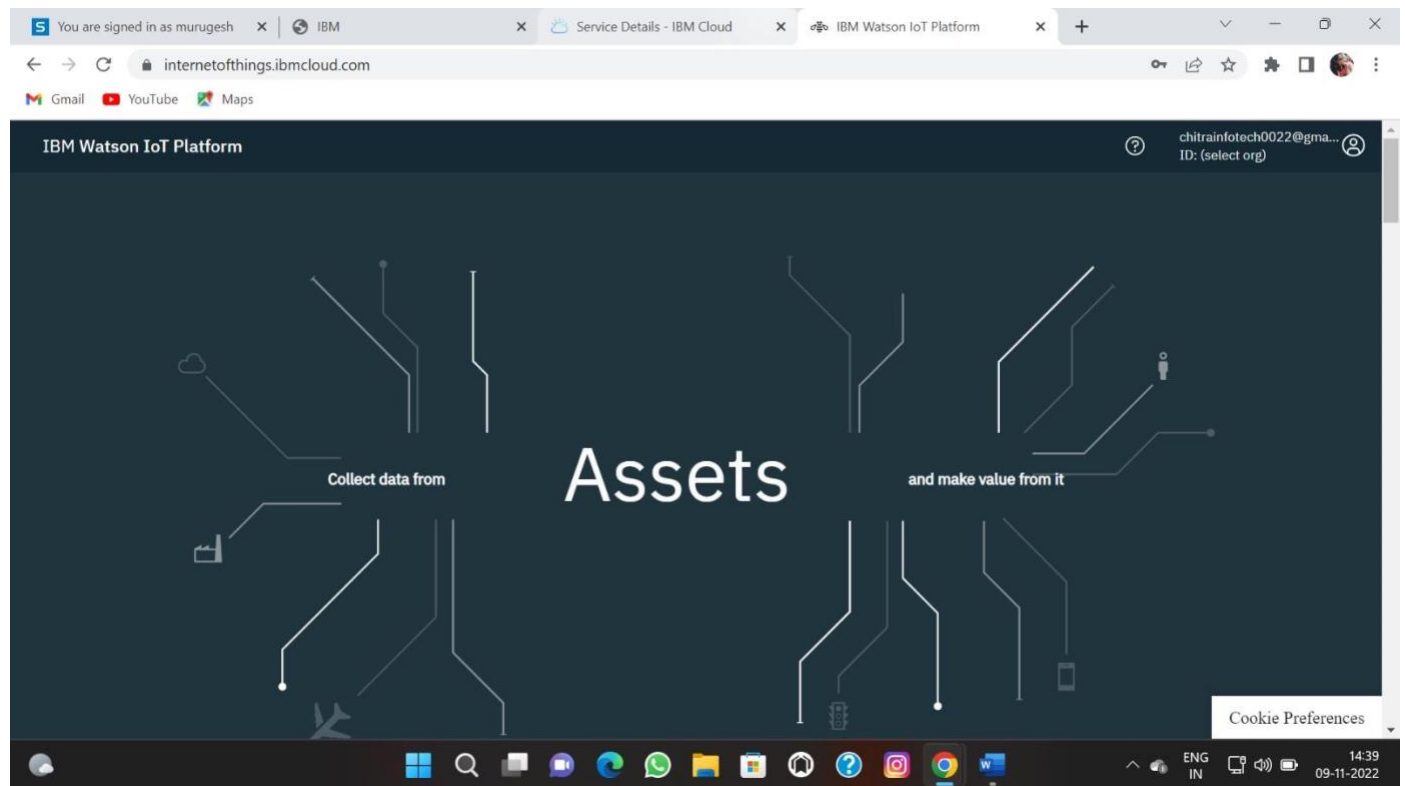 You are signed in as murugesh
IBM
Service Details - IBM Cloud
IBM Watson IoT Platform
internetofthings.ibmcloud.com
Gmail
YouTube
Maps
IBM Watson IoT Platform
chitrainfotech0022@gma...
ID: (select org)
Collect data from
Assets
and make value from it
Cookie Preferences
ENG
IN
14:39
09-11-2022